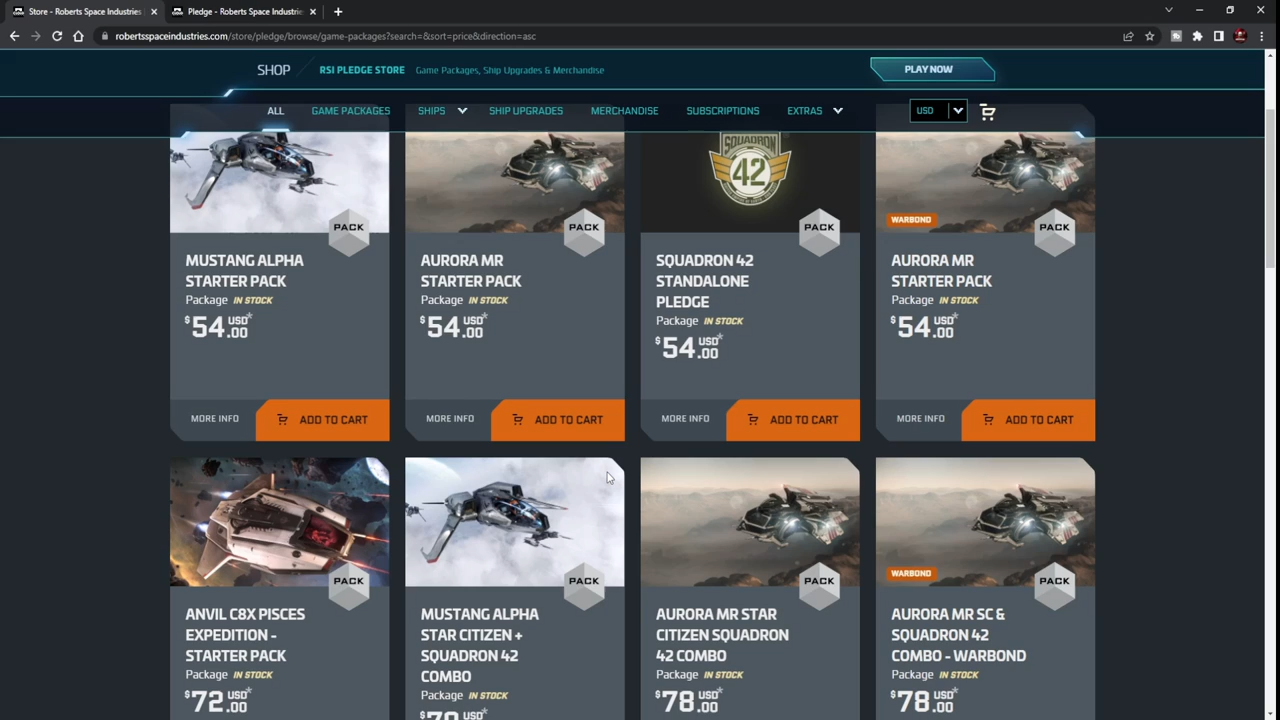 Store - Roberts Space Industries
Pledge - Roberts Space Industrie
robertsspaceindustries.com/store/pledge/browse/game-packages?search=&sort=price&direction=asc
SHOP
RSI PLEDGE STORE
Game Packages, Ship Upgrades & Merchandise
PLAY NOW
ALL
GAME PACKAGES
SHIPS
SHIP UPGRADES
MERCHANDISE
SUBSCRIPTIONS
EXTRAS
USD
PACK
MUSTANG ALPHA
STARTER PACK
Package IN STOCK
$54.00 USD*
MORE INFO
ADD TO CART
PACK
AURORA MR
STARTER PACK
Package IN STOCK
$54.00 USD*
MORE INFO
ADD TO CART
SQUADRON
42
PACK
SQUADRON 42
STANDALONE
PLEDGE
Package IN STOCK
$54.00 USD*
MORE INFO
ADD TO CART
WARBOND
PACK
AURORA MR
STARTER PACK
Package IN STOCK
$54.00 USD*
MORE INFO
ADD TO CART
PACK
ANVIL C8X PISCES
EXPEDITION -
STARTER PACK
Package IN STOCK
$72.00 USD*
PACK
MUSTANG ALPHA
STAR CITIZEN +
SQUADRON 42
COMBO
Package IN STOCK
USD*
PACK
AURORA MR STAR
CITIZEN SQUADRON
42 COMBO
Package IN STOCK
$78.00 USD*
WARBOND
PACK
AURORA MR SC &
SQUADRON 42
COMBO - WARBOND
Package IN STOCK
$78.00 USD*